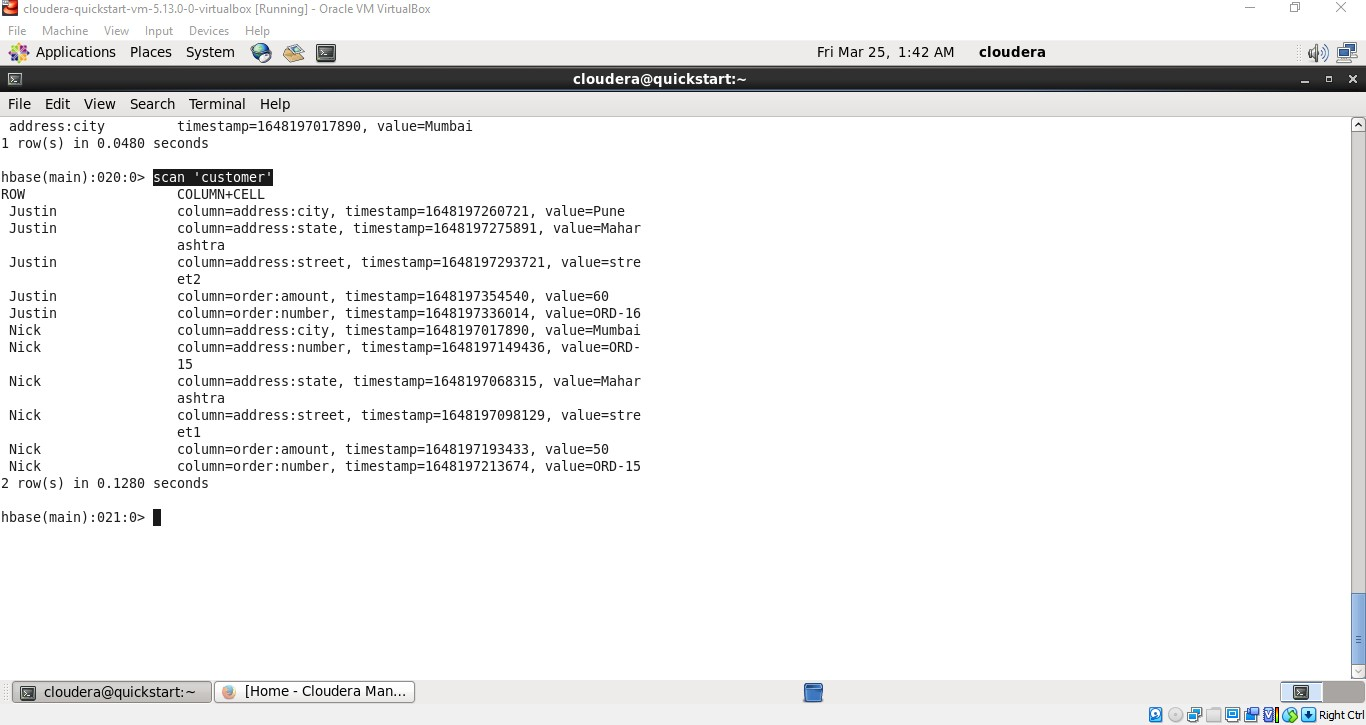 cloudera-quickstart-vm-5.13.0-0-virtualbox [Running] - Oracle VM VirtualBox
File Machine View Input Devices Help
Applications Places System Fri Mar 25, 1:42 AM cloudera
cloudera@quickstart:~
File Edit View Search Terminal Help
address:city timestamp=1648197017890, value=Mumbai
1 row(s) in 0.0480 seconds
hbase(main):020:0> scan 'customer'
ROW COLUMN+CELL
Justin column=address:city, timestamp=1648197260721, value=Pune
Justin column=address:state, timestamp=1648197275891, value=Mahar
ashtra
Justin column=address:street, timestamp=1648197293721, value=stre
et2
Justin column=order:amount, timestamp=1648197354540, value=60
Justin column=order:number, timestamp=1648197336014, value=ORD-16
Nick column=address:city, timestamp=1648197017890, value=Mumbai
Nick column=address:number, timestamp=1648197149436, value=ORD-
15
Nick column=address:state, timestamp=1648197068315, value=Mahar
ashtra
Nick column=address:street, timestamp=1648197098129, value=stre
et1
Nick column=order:amount, timestamp=1648197193433, value=50
Nick column=order:number, timestamp=1648197213674, value=ORD-15
2 row(s) in 0.1280 seconds
hbase(main):021:0>
cloudera@quickstart:~ [Home - Cloudera Man...
Right Ctrl